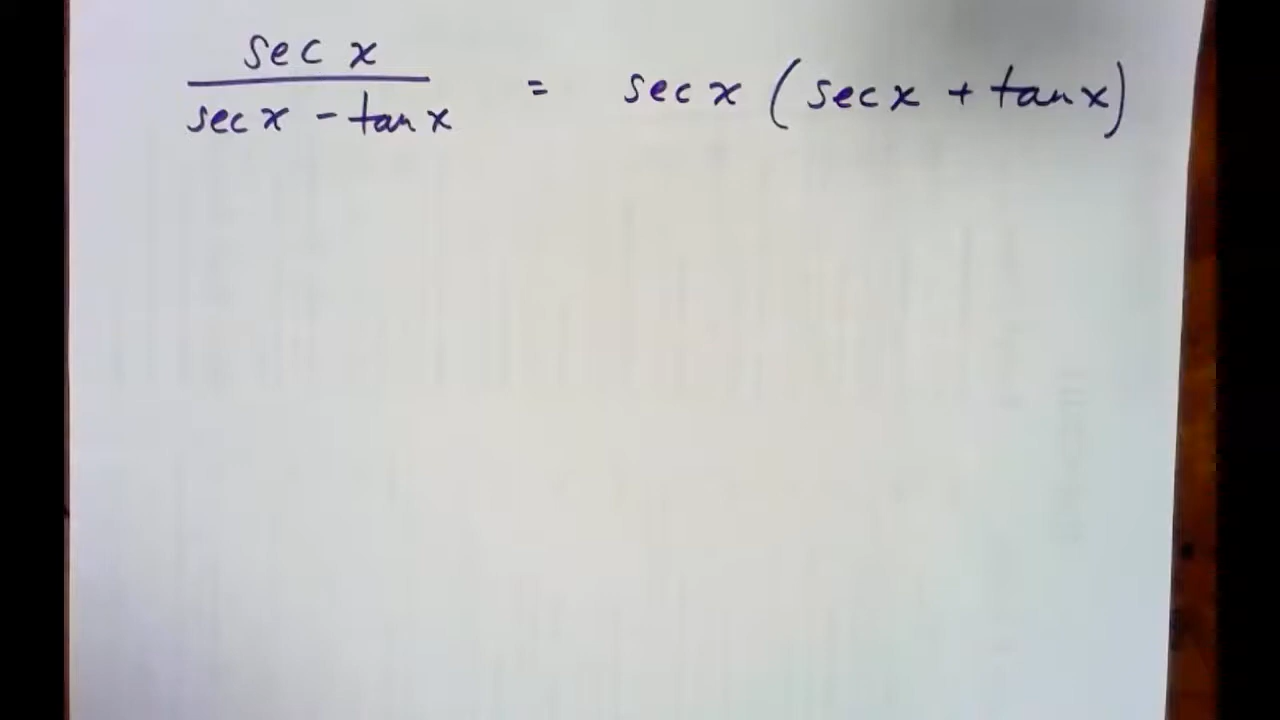 sec x / sec x - tan x = sec x (sec x + tan x)